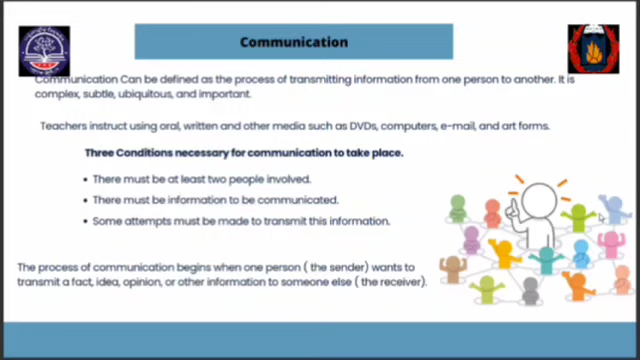 Communication
Communication Can be defined as the process of transmitting information from one person to another. It is
complex, subtle, ubiquitous, and important.
Teachers instruct using oral, written and other media such as DVDs, computers, e-mail, and art forms.
Three Conditions necessary for communication to take place.
• There must be at least two people involved.
• There must be information to be communicated.
• Some attempts must be made to transmit this information.
The process of communication begins when one person ( the sender) wants to
transmit a fact, idea, opinion, or other information to someone else ( the receiver).